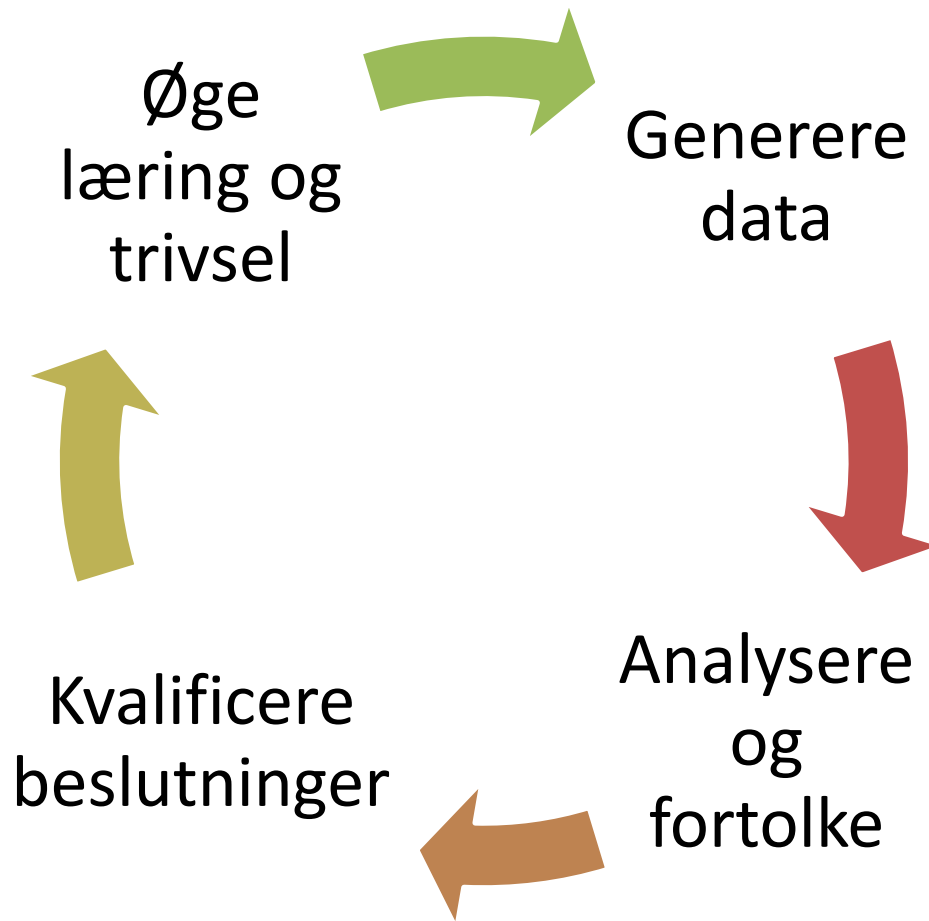 Øge
læring og
trivsel
Generere
data
Analysere
og
fortolke
Kvalificere
beslutninger